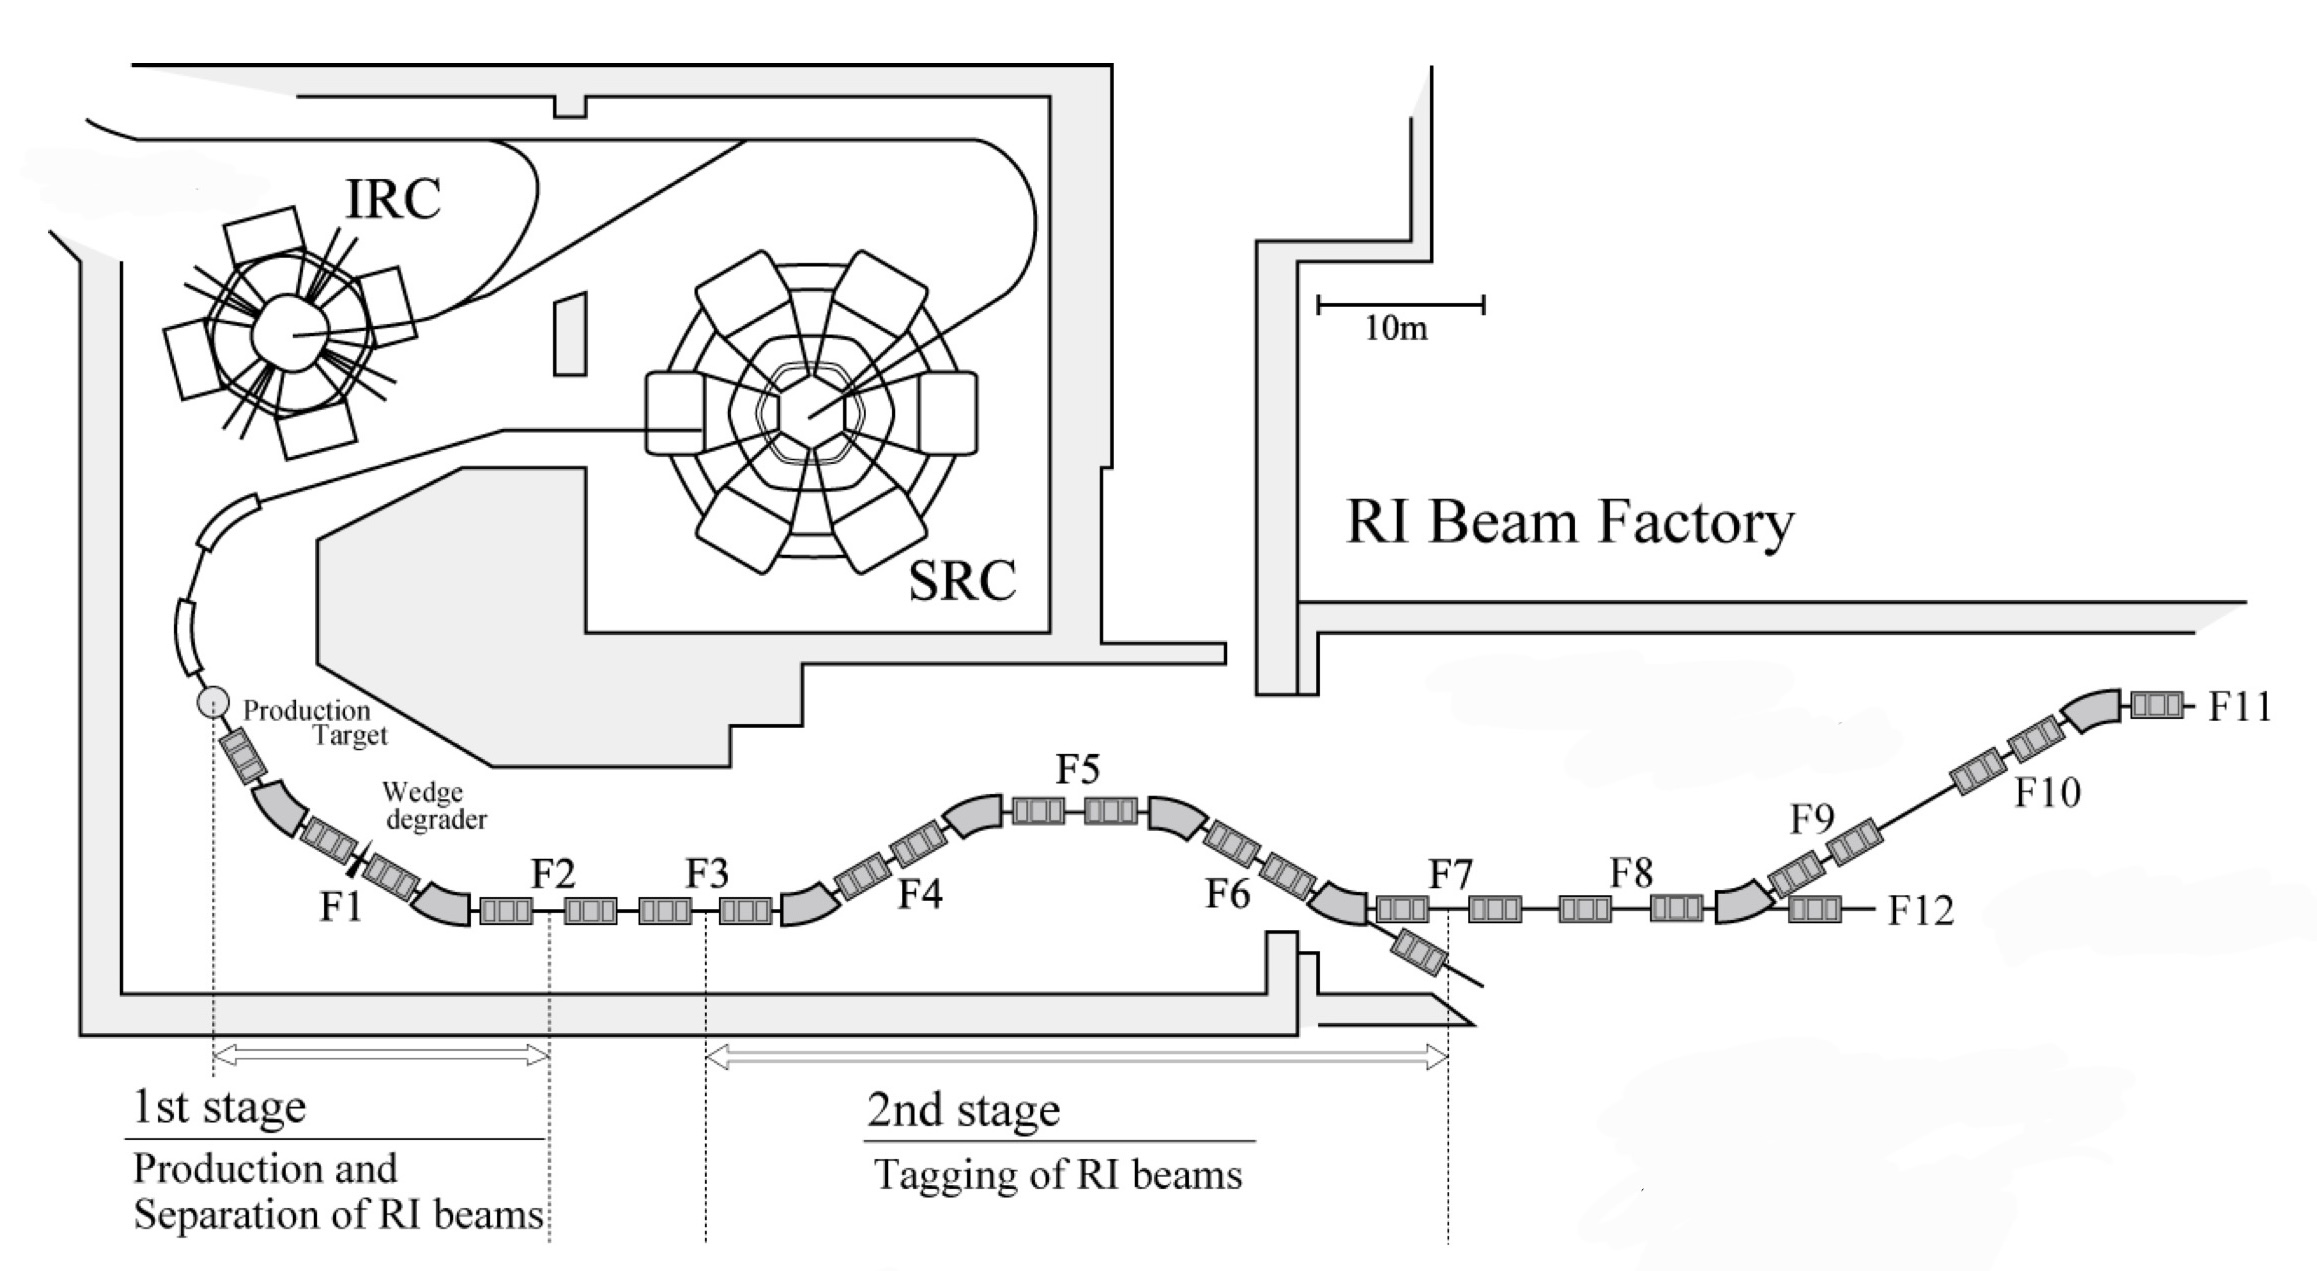 IRC
10m
RI Beam Factory
SRC
Production
Target
F11
Wedge
degrader
F5
F10
F9
F2
F3
F7
F8
F1
F4
F6
F12
1st stage
Production and
Separation of RI beams
2nd stage
Tagging of RI beams